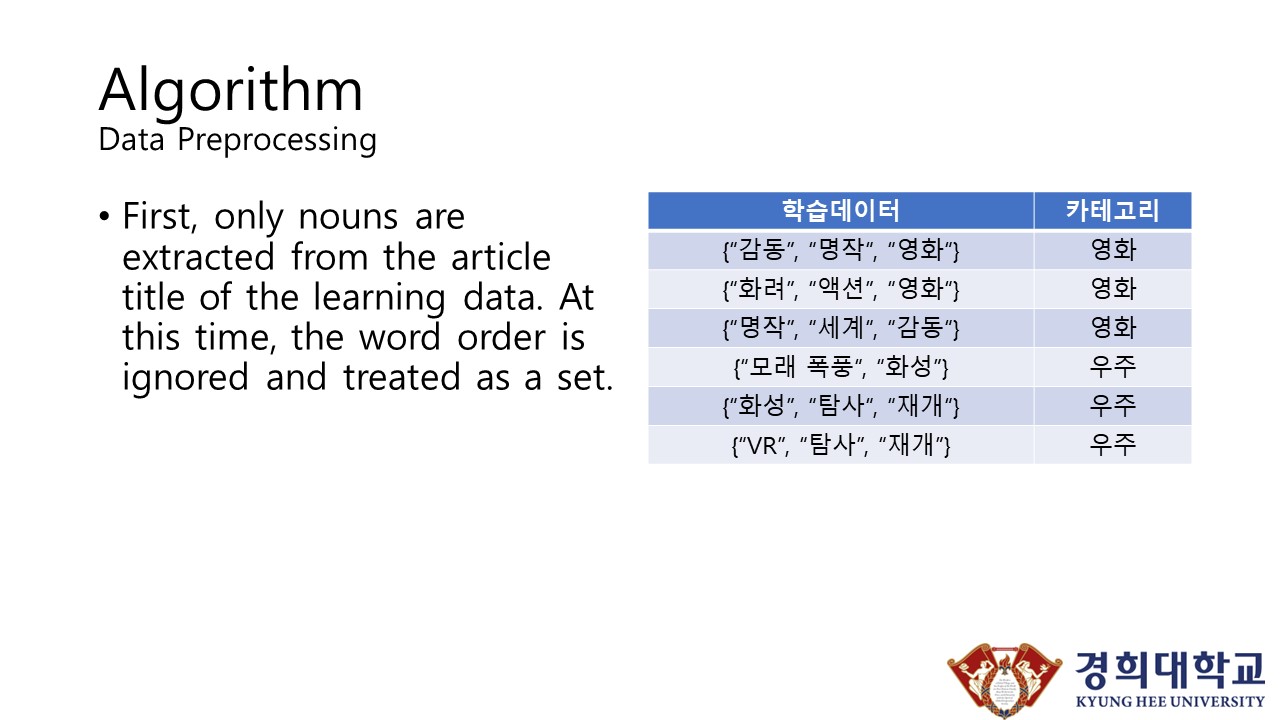 Algorithm
Data Preprocessing
• First, only nouns are
extracted from the article
title of the learning data. At
this time, the word order is
ignored and treated as a set.
학습데이터 카테고리
{“감동”, “명작”, “영화“} 영화
{“화려”, “액션”, “영화“} 영화
{“명작”, “세계“, “감동”} 영화
{“모래 폭풍“, “화성”} 우주
{“화성”, “탐사”, “재개“} 우주
{“VR”, “탐사”, “재개”} 우주
경희대학교
KYUNG HEE UNIVERSITY